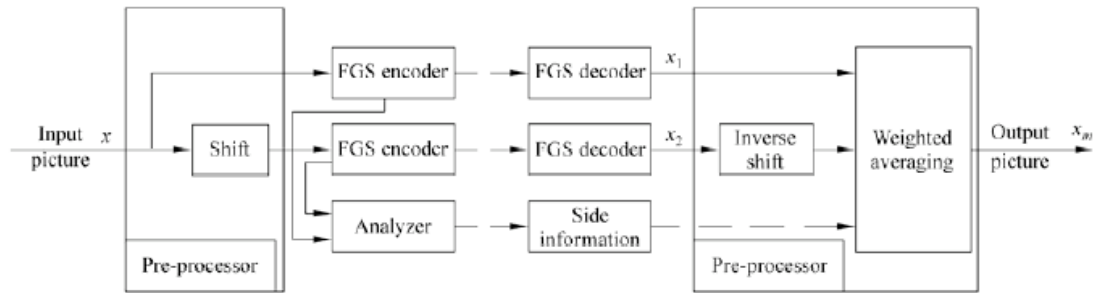 FGS encoder
FGS decoder
x₁
Input
picture
x
Shift
FGS encoder
FGS decoder
x₂
Inverse
shift
Weighted
averaging
Output
picture
xₘ
Analyzer
Side
information
Pre-processor
Pre-processor